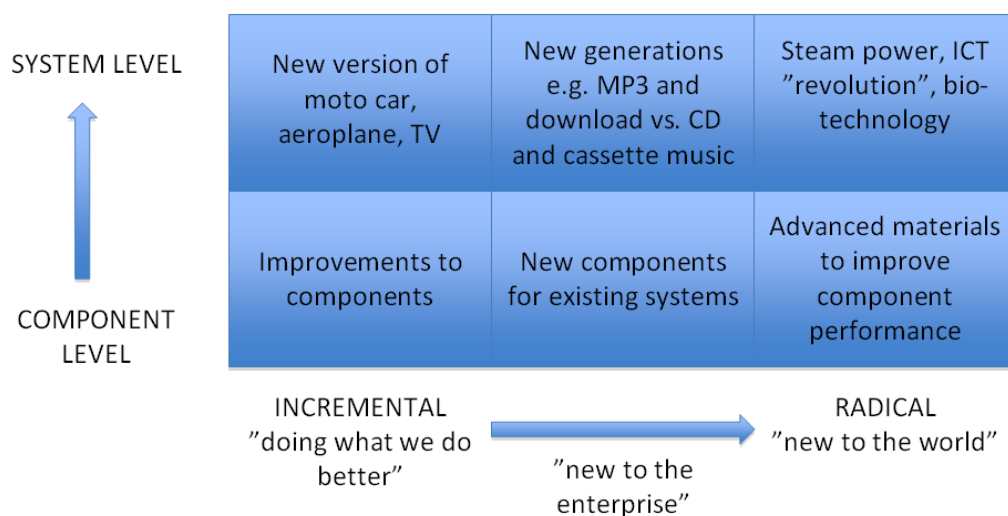 SYSTEM LEVEL
New version of
moto car,
aeroplane, TV
New generations
e.g. MP3 and
download vs. CD
and cassette music
Steam power, ICT
”revolution”, bio-
technology
COMPONENT
LEVEL
Improvements to
components
New components
for existing systems
Advanced materials
to improve
component
performance
INCREMENTAL
”doing what we do
better”
”new to the
enterprise”
RADICAL
”new to the world”